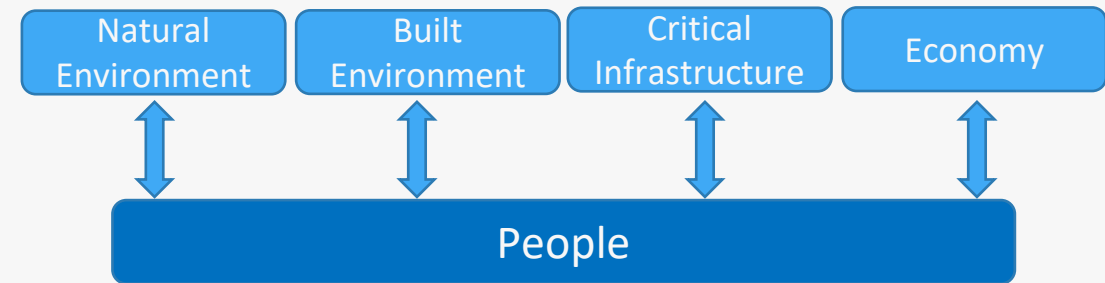 Natural
Environment
Built
Environment
Critical
Infrastructure
Economy
People